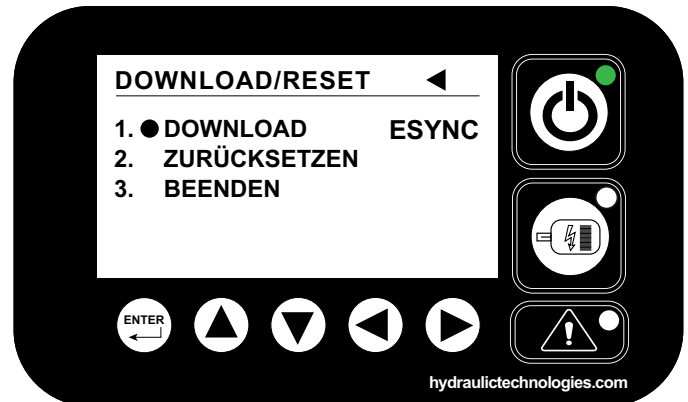 DOWNLOAD/RESET ◀
1. ● DOWNLOAD ESYNC
2. ZURÜCKSETZEN
3. BEENDEN
ENTER
hydraulictechnologies.com